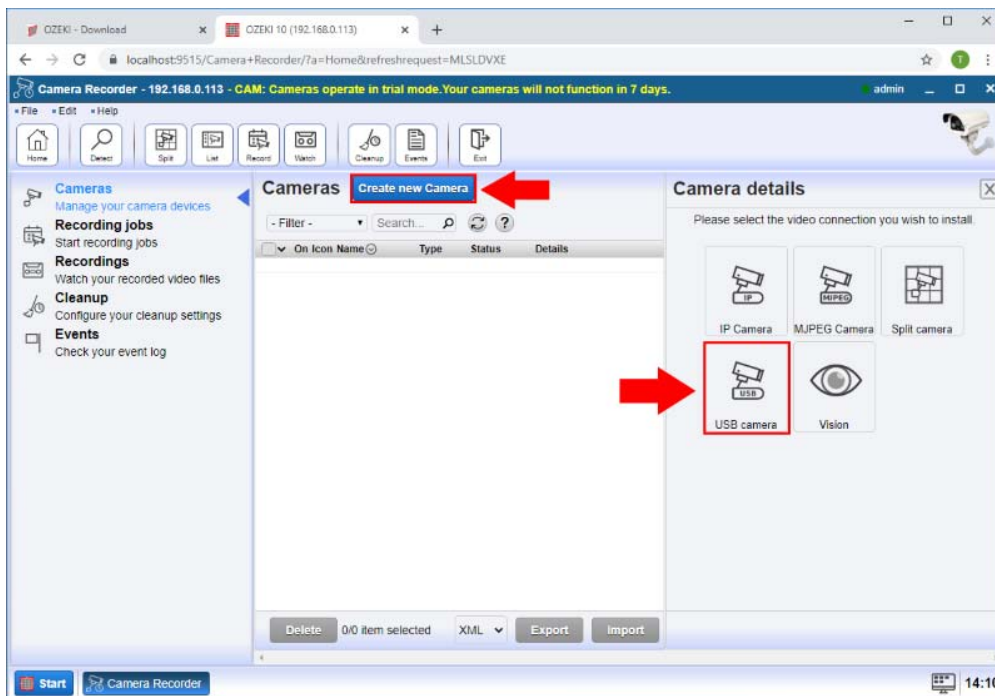 OZEKI - Download
OZEKI 10 (192.168.0.113)
localhost:9515/Camera+Recorder/?a=Home&refreshrequest=MLSLDVXE
T
Camera Recorder - 192.168.0.113 - CAM: Cameras operate in trial mode.Your cameras will not function in 7 days.
admin
File Edit Help
Home Detect Split List Record Watch Cleanup Events Exit
Cameras
Manage your camera devices
Recording jobs
Start recording jobs
Recordings
Watch your recorded video files
Cleanup
Configure your cleanup settings
Events
Check your event log
Cameras Create new Camera
- Filter - Search... ?
On Icon Name Type Status Details
Delete 0/0 item selected XML Export Import
Camera details
X
Please select the video connection you wish to install.
IP
MJPEG
IP Camera MJPEG Camera Split camera
USB
USB camera Vision
Start Camera Recorder
14:10